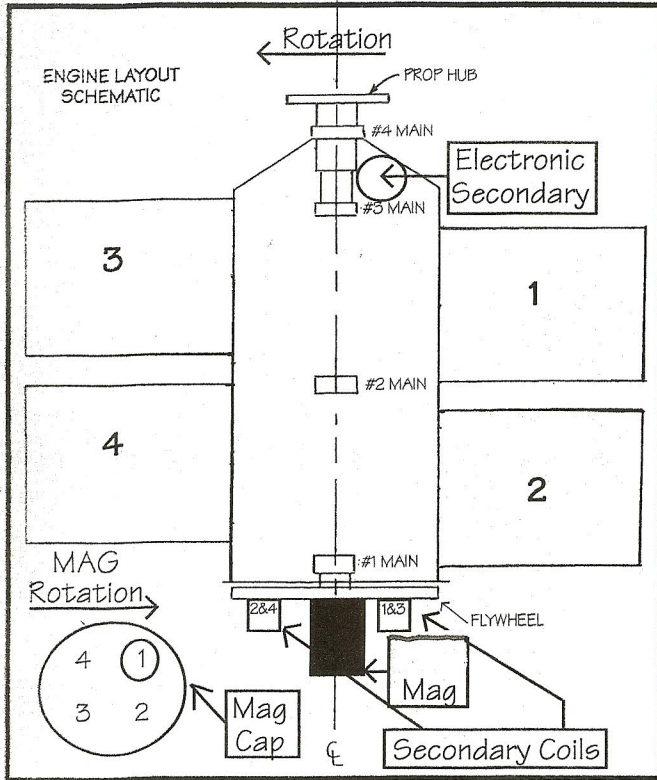 Rotation
ENGINE LAYOUT
SCHEMATIC
PROP HUB
#4 MAIN
Electronic
Secondary
#3 MAIN
3
1
#2 MAIN
4
2
#1 MAIN
MAG
Rotation
2&4
1&3
FLYWHEEL
4
1
3
2
Mag
Cap
Mag
Secondary Coils
℄